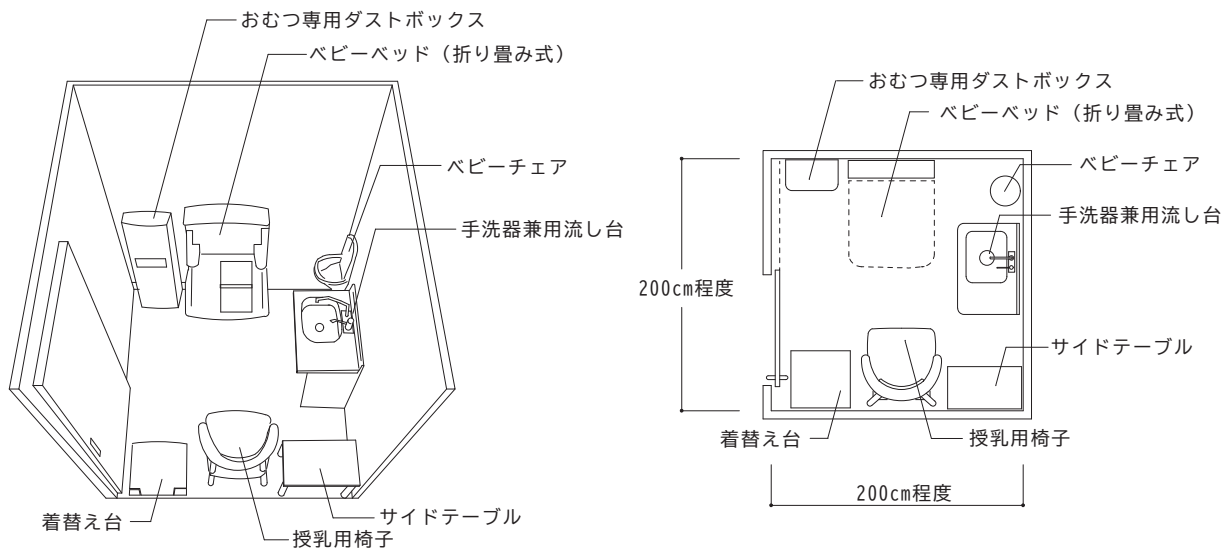 おむつ専用ダストボックス
ベビーベッド（折り畳み式）
ベビーチェア
手洗器兼用流し台
着替え台
サイドテーブル
授乳用椅子
おむつ専用ダストボックス
ベビーベッド（折り畳み式）
ベビーチェア
手洗器兼用流し台
200cm程度
サイドテーブル
着替え台
授乳用椅子
200cm程度